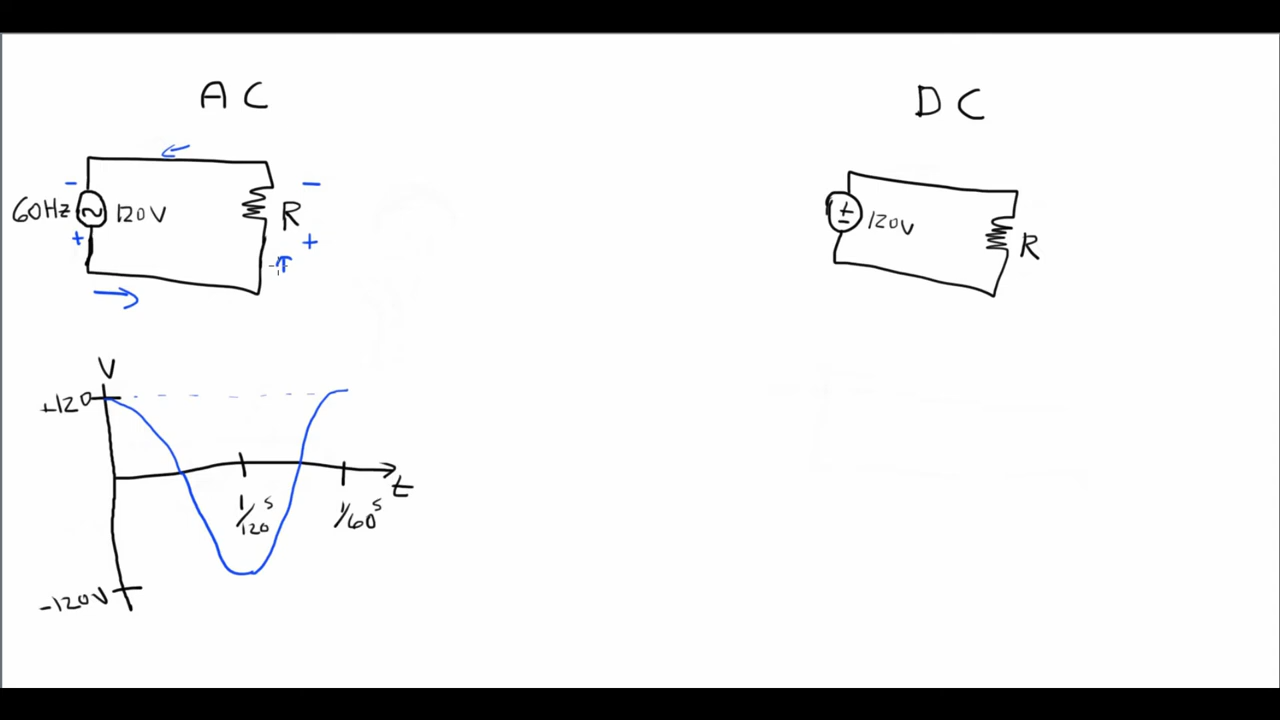 AC
DC
-
-
60Hz
~
120V
R
+
+
+
-
120V
R
V
+120
t
1/120 s
1/60 s
-120V